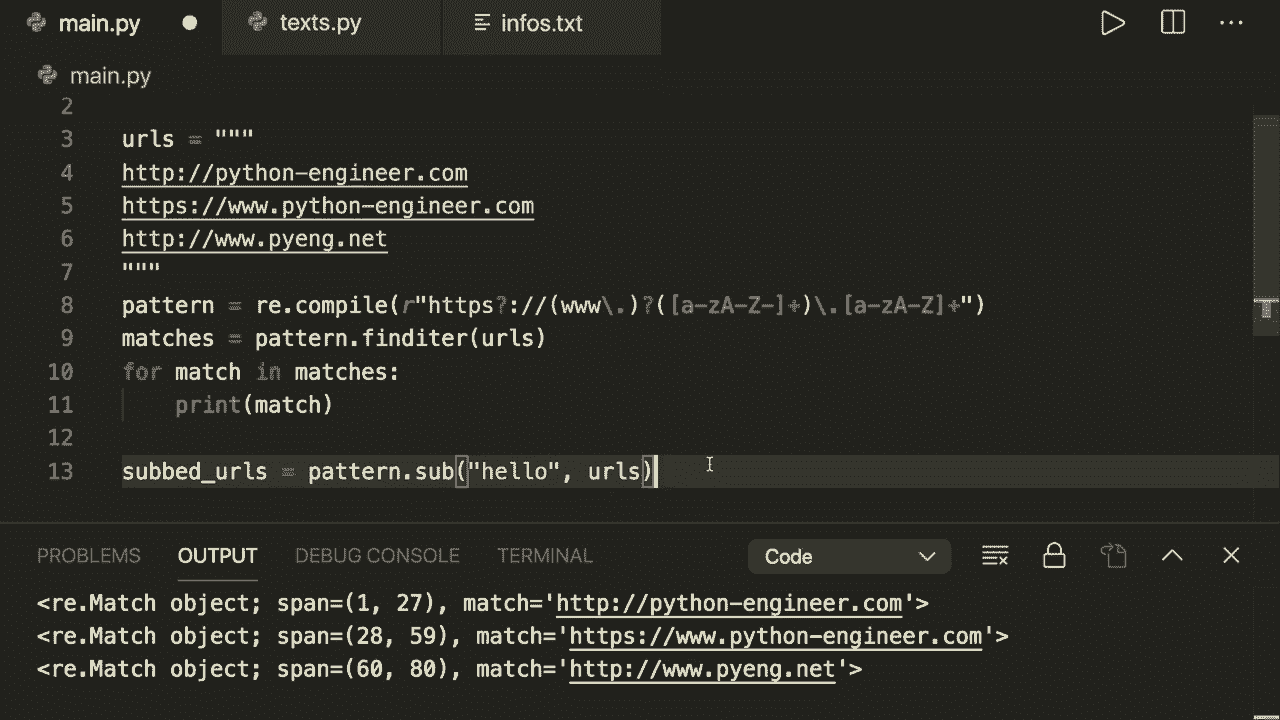 main.py
texts.py
infos.txt
main.py
2
3 urls = """
4 http://python-engineer.com
5 https://www.python-engineer.com
6 http://www.pyeng.net
7 """
8 pattern = re.compile(r"https?://(www\.)?([a-zA-Z-]+)\.[a-zA-Z]+")
9 matches = pattern.finditer(urls)
10 for match in matches:
11 print(match)
12
13 subbed_urls = pattern.sub("hello", urls)
PROBLEMS OUTPUT DEBUG CONSOLE TERMINAL Code
<re.Match object; span=(1, 27), match='http://python-engineer.com'>
<re.Match object; span=(28, 59), match='https://www.python-engineer.com'>
<re.Match object; span=(60, 80), match='http://www.pyeng.net'>